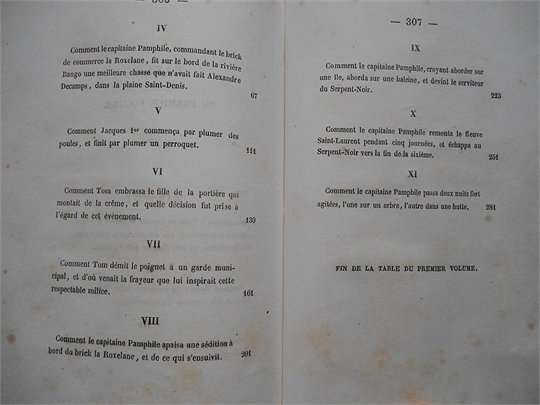 — 306 —
IV
Comment le capitaine Pamphile, commandant le brick
de commerce la Roxelane, fit sur le bord de la rivière
Bango une meilleure chasse que n'avait fait Alexandre
Decamps, dans la plaine Saint-Denis.
67
V
Comment Jacques 1er commença par plumer des
poules, et finit par plumer un perroquet.
111
VI
Comment Tom embrassa le fille de la portière qui
montait de la crême, et quelle décision fut prise à
l'égard de cet événement.
139
VII
Comment Tom démit le poignet à un garde muni-
cipal, et d'où venait la frayeur que lui inspirait cette
respectable milice.
161
VIII
Comment le capitaine Pamphile apaisa une sédition à
bord du brick la Roxelane, et de ce qui s'ensuivit.
201
— 307 —
IX
Comment le capitaine Pamphile, croyant aborder sur
une île, aborda sur une baleine, et devint le serviteur
du Serpent-Noir.
223
X
Comment le capitaine Pamphile remonta le fleuve
Saint-Laurent pendant cinq journées, et échappa au
Serpent-Noir vers la fin de la sixième.
251
XI
Comment le capitaine Pamphile passa deux nuits fort
agitées, l'une sur un arbre, l'autre dans une hutte.
281
FIN DE LA TABLE DU PREMIER VOLUME.